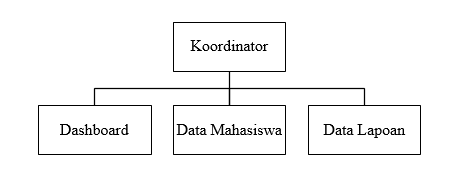 Koordinator
Dashboard
Data Mahasiswa
Data Lapoan